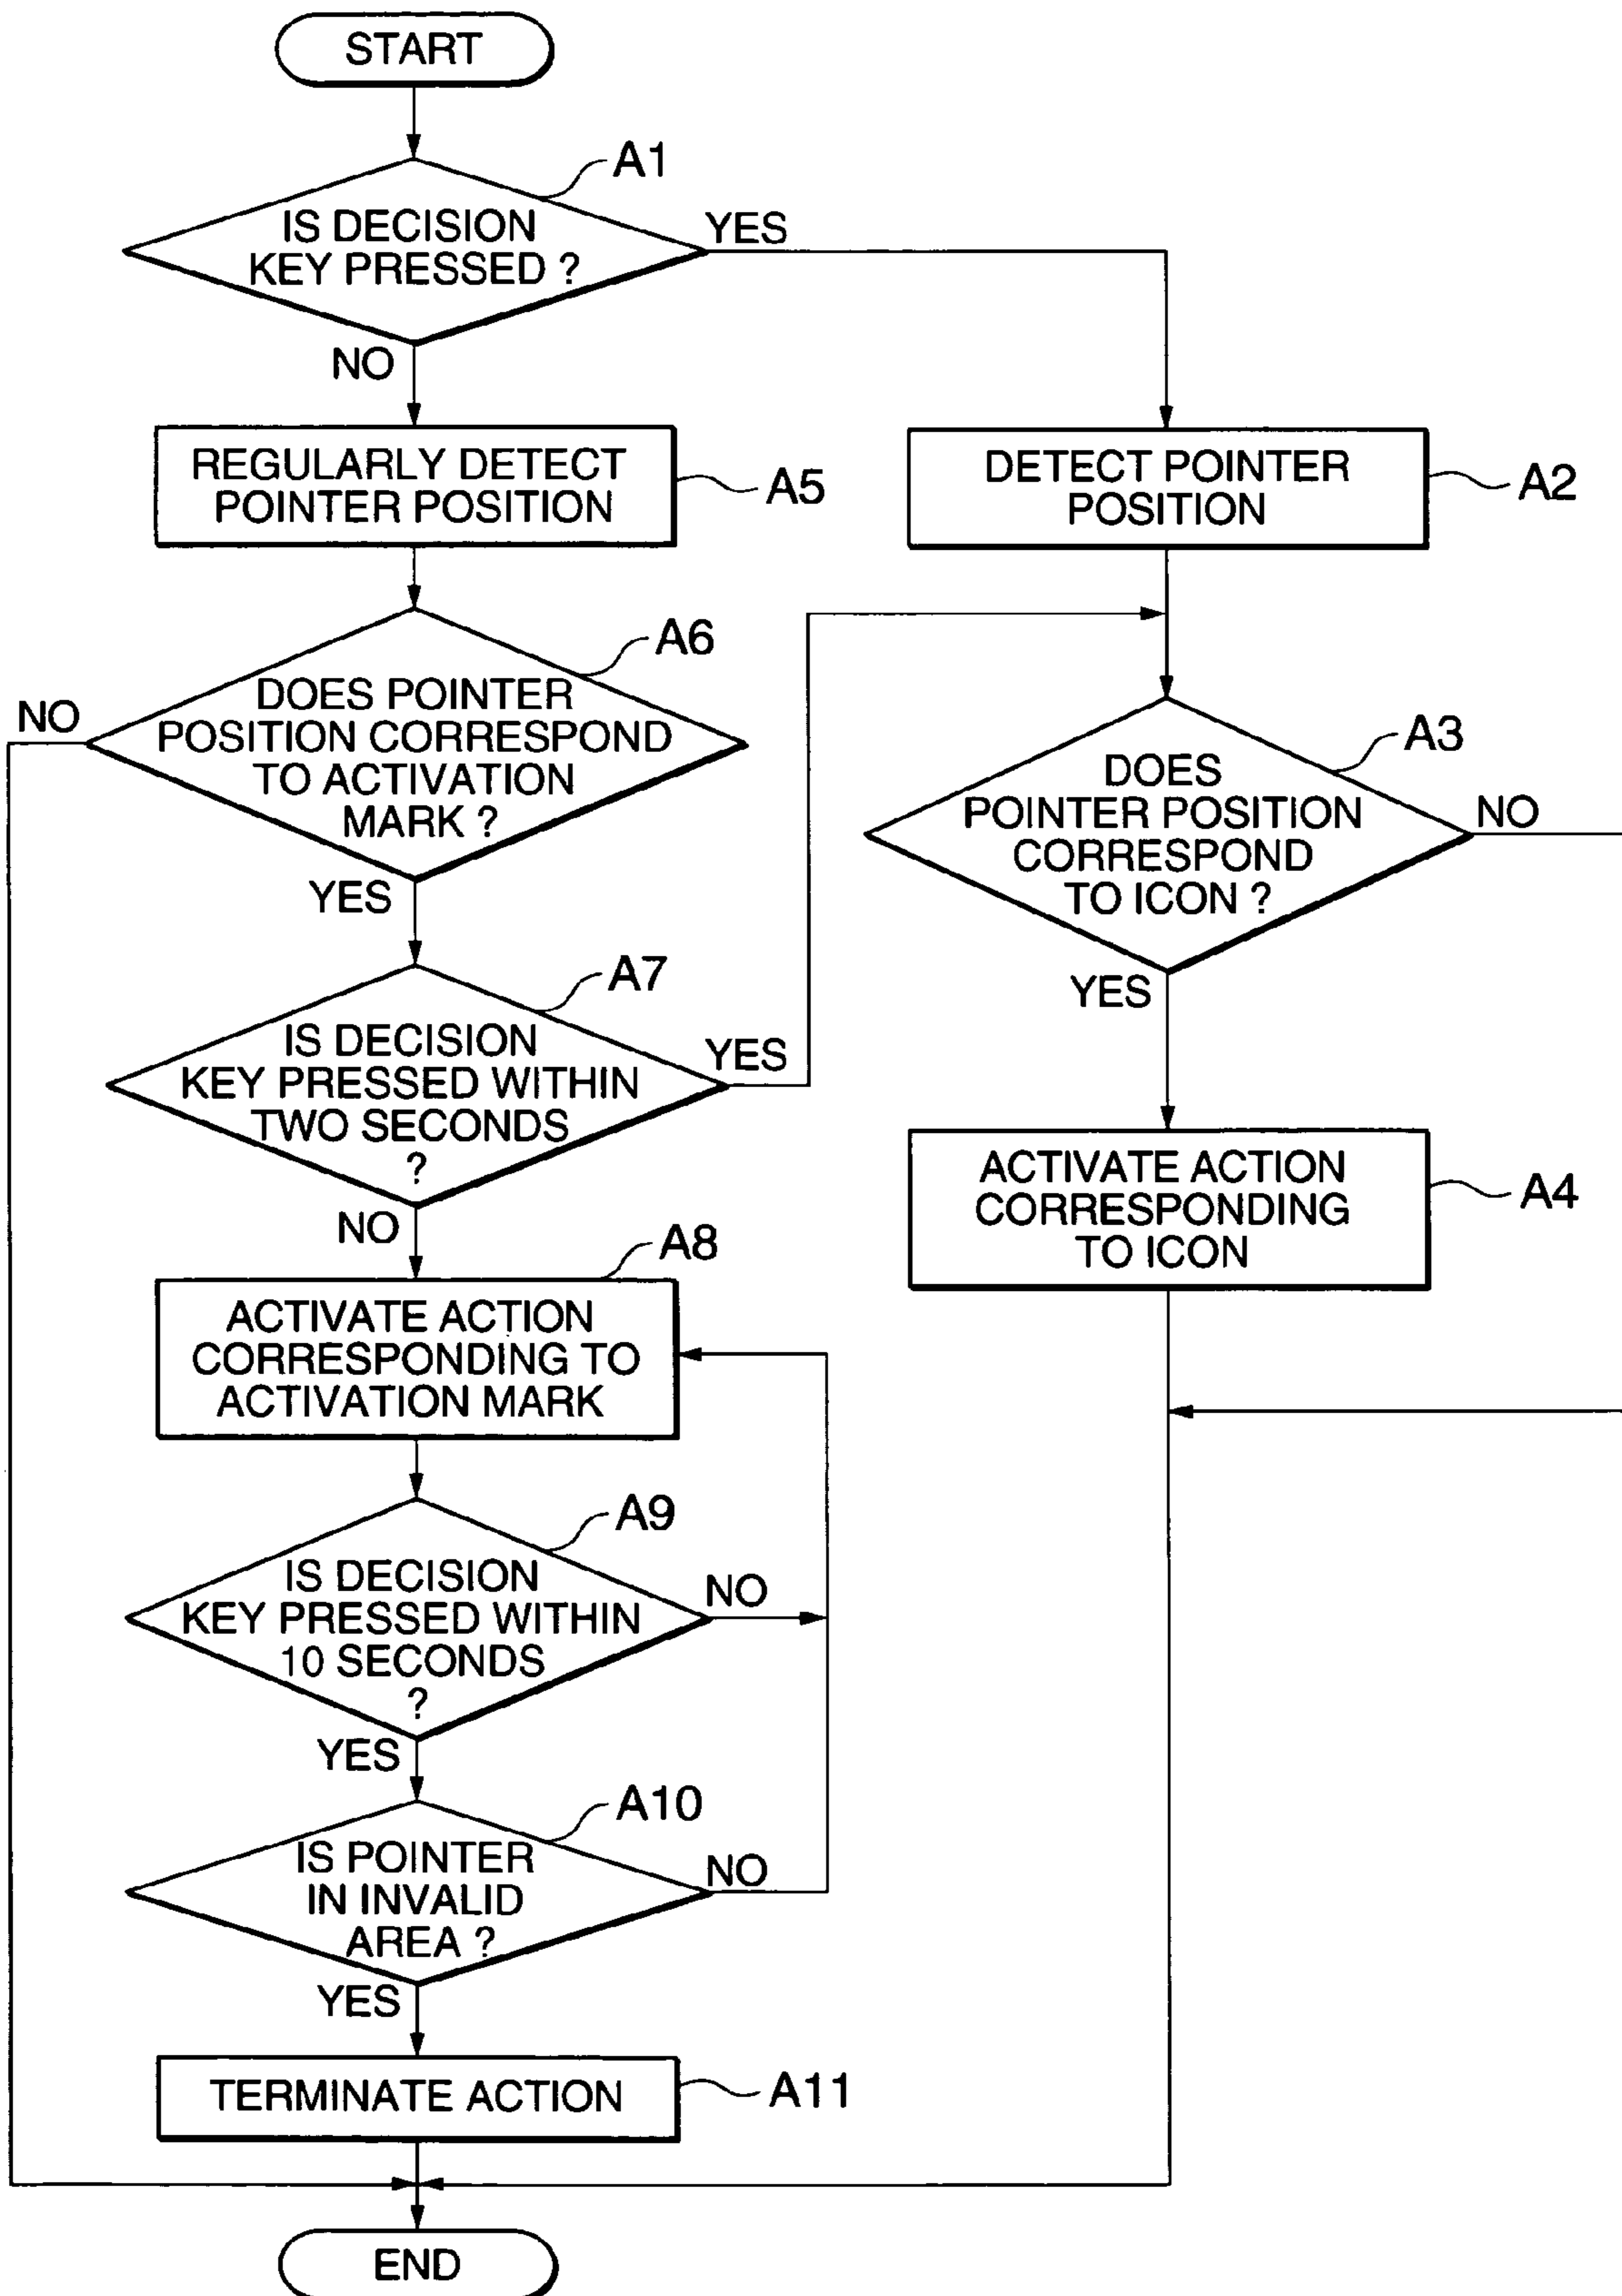 START
A1
IS DECISION
KEY PRESSED ?
YES
NO
REGULARLY DETECT
POINTER POSITION
A5
DETECT POINTER
POSITION
A2
A6
DOES POINTER
POSITION CORRESPOND
TO ACTIVATION
MARK ?
NO
YES
A3
DOES
POINTER POSITION
CORRESPOND
TO ICON ?
NO
YES
A7
IS DECISION
KEY PRESSED WITHIN
TWO SECONDS
?
YES
NO
ACTIVATE ACTION
CORRESPONDING
TO ICON
A4
A8
ACTIVATE ACTION
CORRESPONDING TO
ACTIVATION MARK
A9
IS DECISION
KEY PRESSED WITHIN
10 SECONDS
?
NO
YES
A10
IS POINTER
IN INVALID
AREA ?
NO
YES
TERMINATE ACTION
A11
END